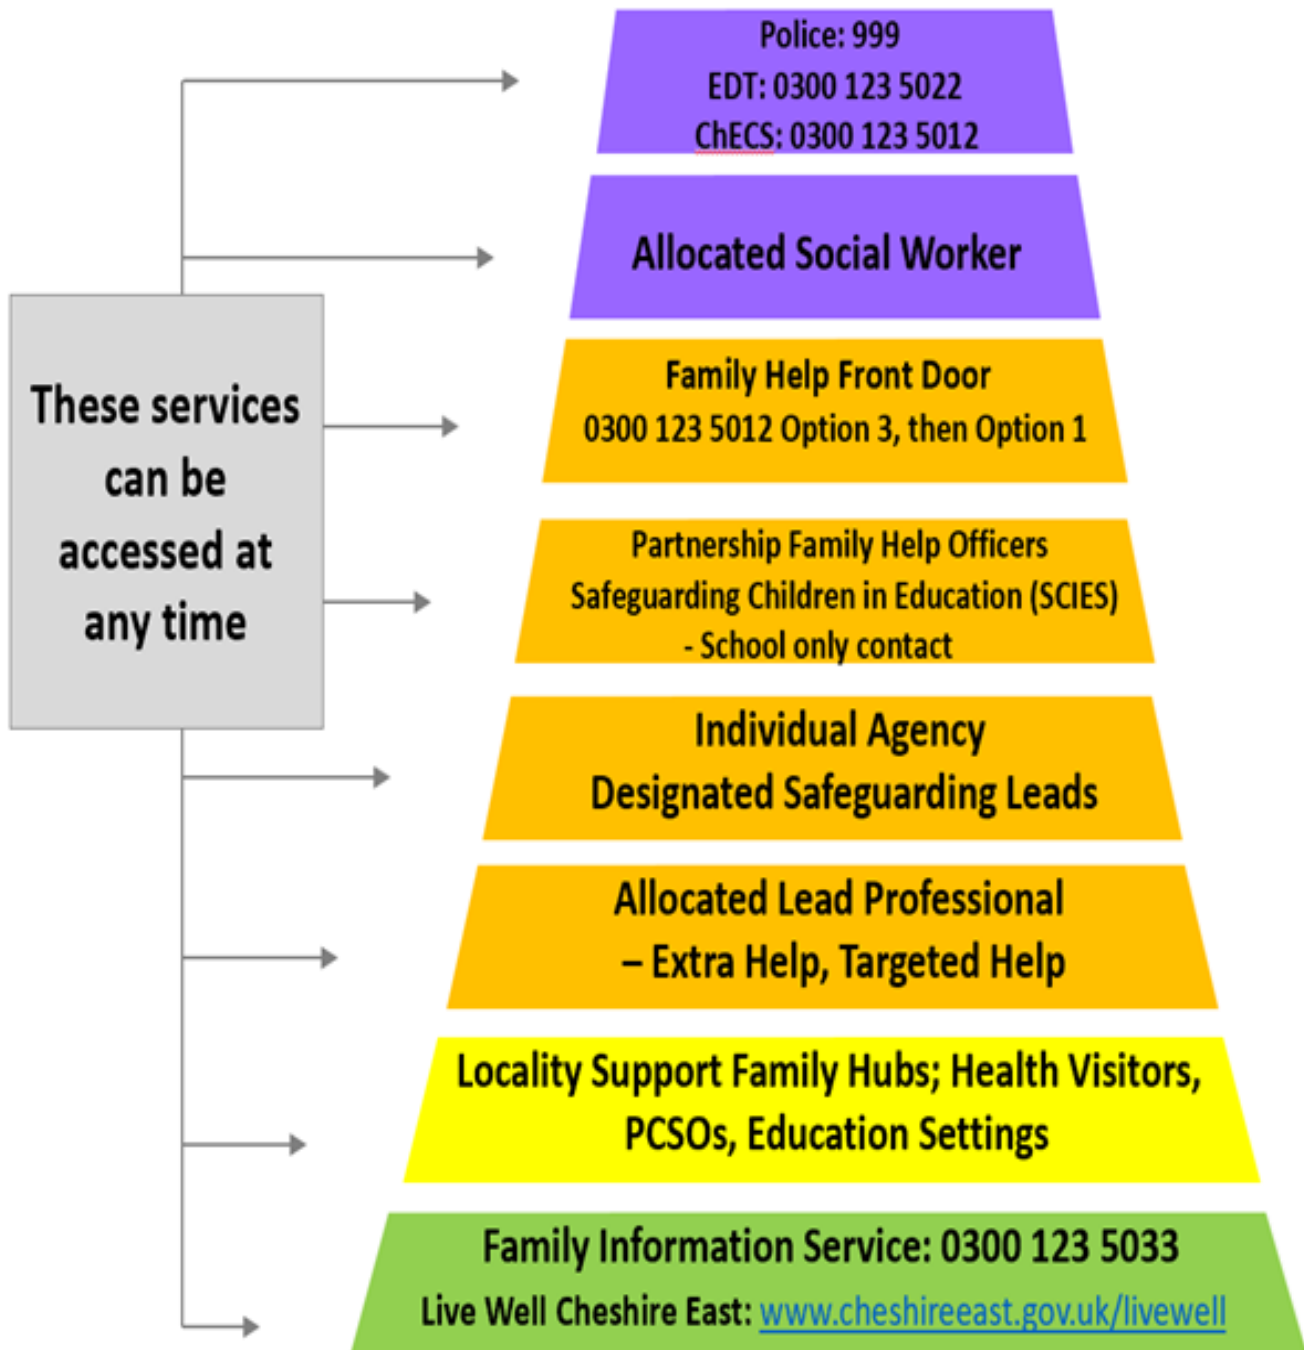 Police: 999
EDT: 0300 123 5022
ChECS: 0300 123 5012
Allocated Social Worker
These services
can be
accessed at
any time
Family Help Front Door
0300 123 5012 Option 3, then Option 1
Partnership Family Help Officers
Safeguarding Children in Education (SCIES)
- School only contact
Individual Agency
Designated Safeguarding Leads
Allocated Lead Professional
– Extra Help, Targeted Help
Locality Support Family Hubs; Health Visitors,
PCSOs, Education Settings
Family Information Service: 0300 123 5033
Live Well Cheshire East: www.cheshireeast.gov.uk/livewell